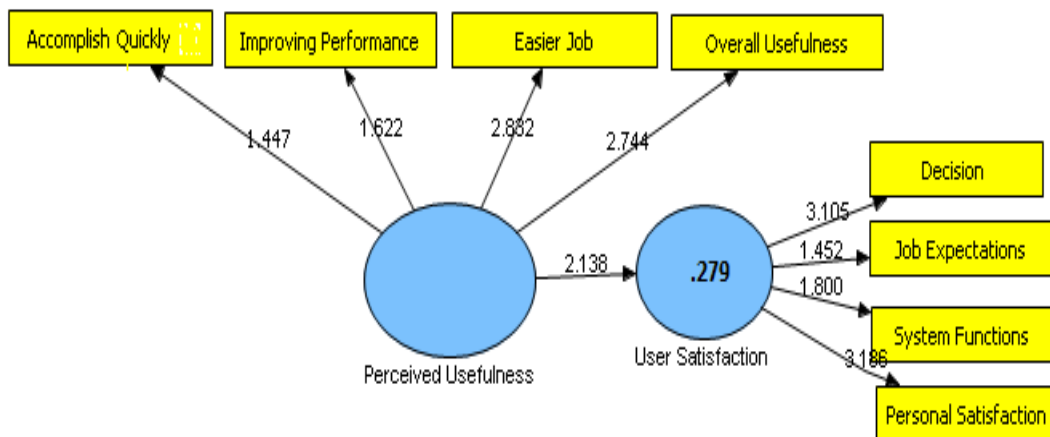 Accomplish Quickly
Improving Performance
Easier Job
Overall Usefulness
1.447
1.622
2.832
2.744
Decision
3.105
Job Expectations
2.138
1.452
.279
1.800
System Functions
User Satisfaction
3.186
Perceived Usefulness
Personal Satisfaction